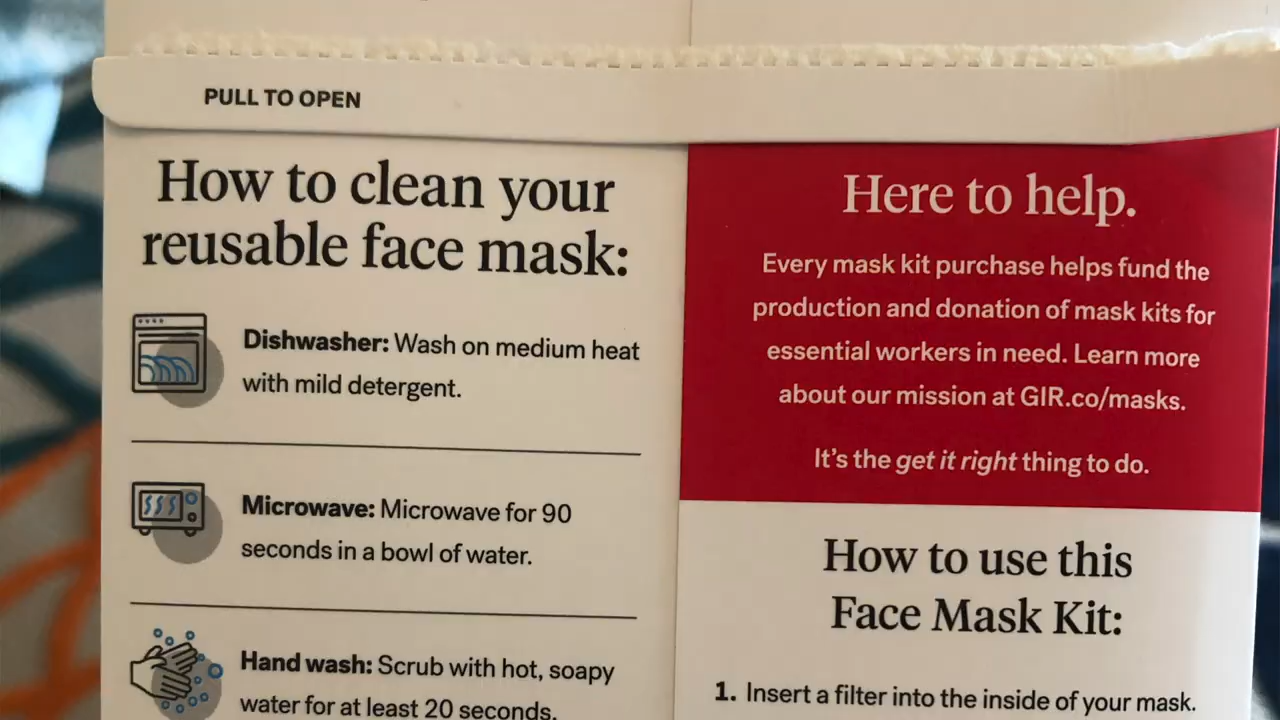 PULL TO OPEN
How to clean your
reusable face mask:
Dishwasher: Wash on medium heat
with mild detergent.
Microwave: Microwave for 90
seconds in a bowl of water.
Hand wash: Scrub with hot, soapy
water for at least 20 seconds.
Here to help.
Every mask kit purchase helps fund the
production and donation of mask kits for
essential workers in need. Learn more
about our mission at GIR.co/masks.
It's the get it right thing to do.
How to use this
Face Mask Kit:
1. Insert a filter into the inside of your mask.